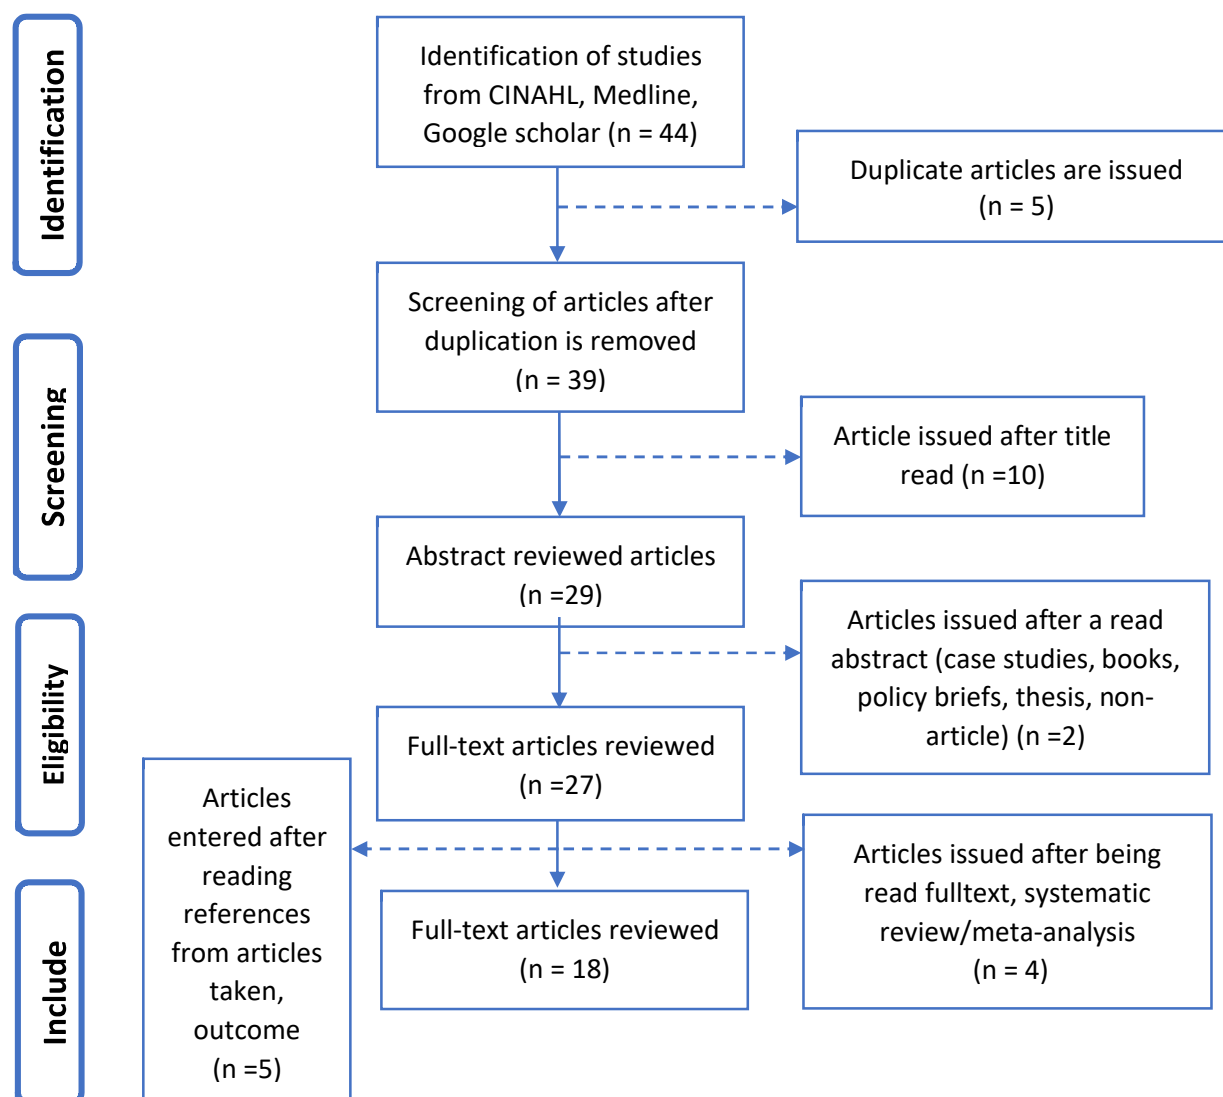 Identification
Identification of studies
from CINAHL, Medline,
Google scholar (n = 44)
Duplicate articles are issued
(n = 5)
Screening
Screening of articles after
duplication is removed
(n = 39)
Article issued after title
read (n =10)
Abstract reviewed articles
(n =29)
Eligibility
Articles issued after a read
abstract (case studies, books,
policy briefs, thesis, non-
article) (n =2)
Full-text articles reviewed
(n =27)
Articles
entered after
reading
references
from articles
taken,
outcome
(n =5)
Include
Full-text articles reviewed
(n = 18)
Articles issued after being
read fulltext, systematic
review/meta-analysis
(n = 4)